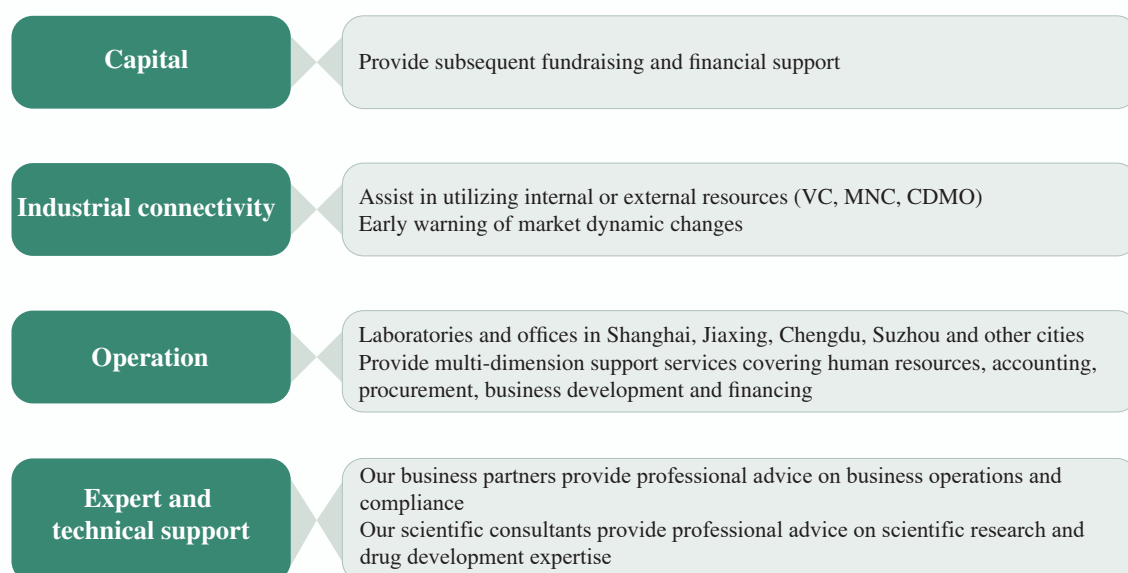 Capital
Provide subsequent fundraising and financial support
Industrial connectivity
Assist in utilizing internal or external resources (VC, MNC, CDMO)
Early warning of market dynamic changes
Operation
Laboratories and offices in Shanghai, Jiaxing, Chengdu, Suzhou and other cities
Provide multi-dimension support services covering human resources, accounting,
procurement, business development and financing
Expert and
technical support
Our business partners provide professional advice on business operations and
compliance
Our scientific consultants provide professional advice on scientific research and
drug development expertise